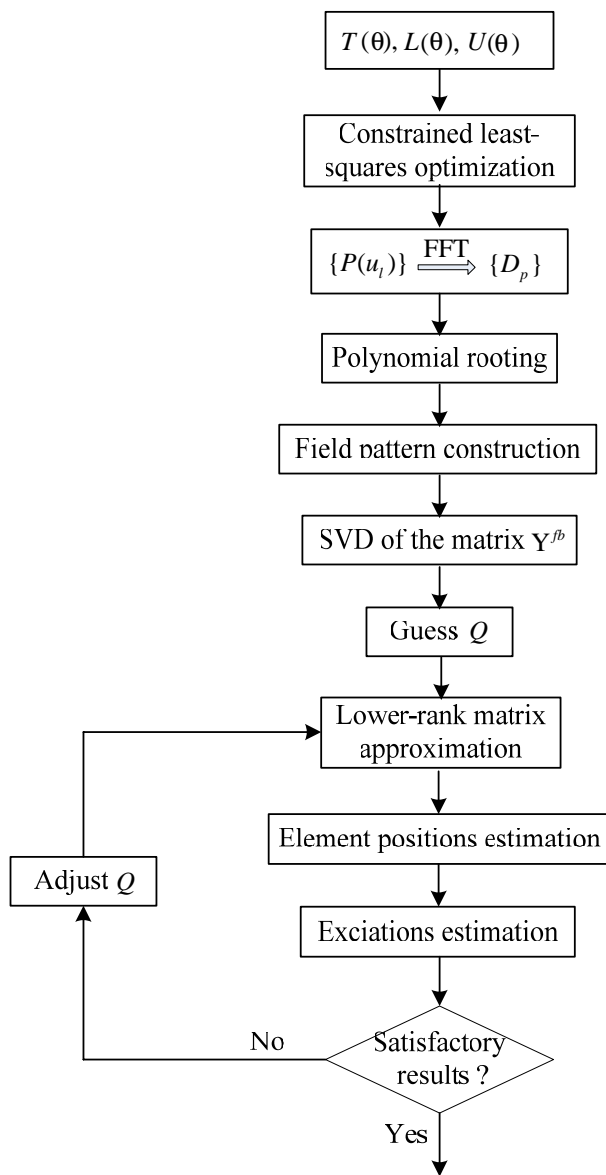 T(θ), L(θ), U(θ)
Constrained least-
squares optimization
FFT
{P(u_l)} ⟹ {D_p}
Polynomial rooting
Field pattern construction
SVD of the matrix Y^{fb}
Guess Q
Lower-rank matrix
approximation
Element positions estimation
Adjust Q
Exciations estimation
No
Satisfactory
results ?
Yes